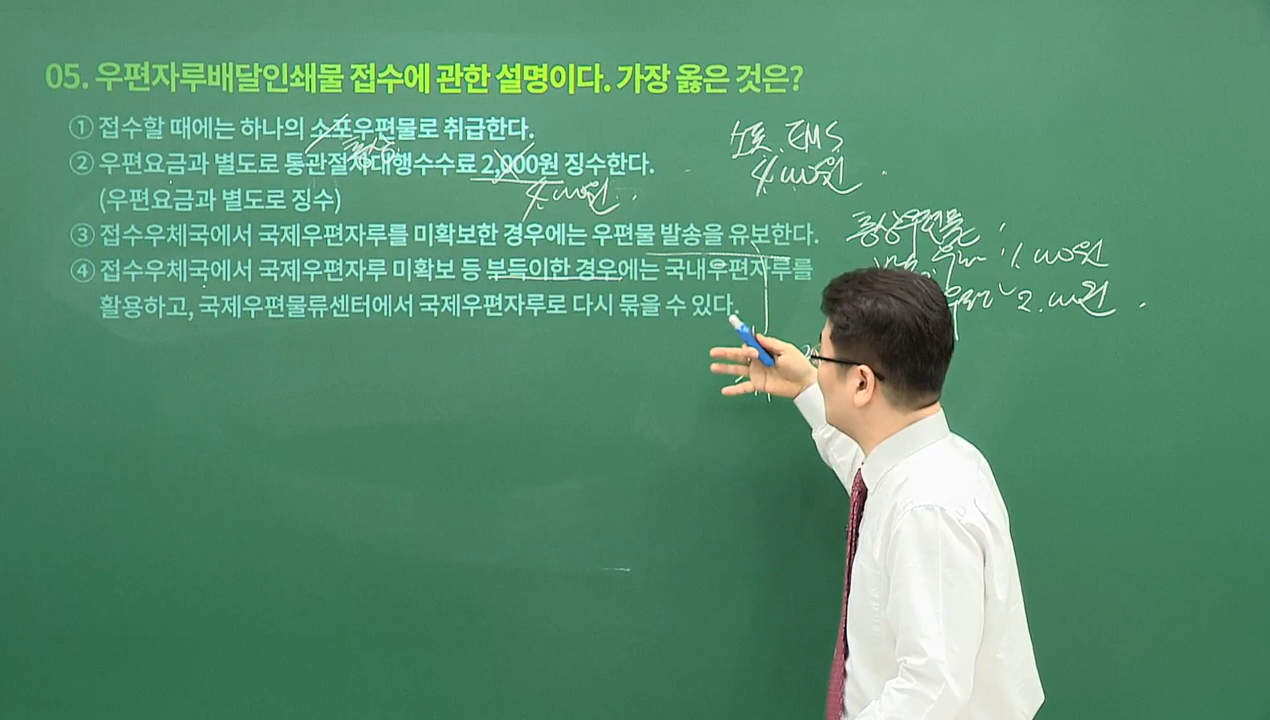 05. 우편자루배달인쇄물 접수에 관한 설명이다. 가장 옳은 것은?
① 접수할 때에는 하나의 소포우편물로 취급한다.
② 우편요금과 별도로 통관절차대행수수료 2,000원 징수한다.
(우편요금과 별도로 징수)
③ 접수우체국에서 국제우편자루를 미확보한 경우에는 우편물 발송을 유보한다.
④ 접수우체국에서 국제우편자루 미확보 등 부득이한 경우에는 국내우편자루를
활용하고, 국제우편물류센터에서 국제우편자루로 다시 묶을 수 있다.
4,000원.
소포, EMS
4,000원.
통상우편물
1,000원
2,000원.